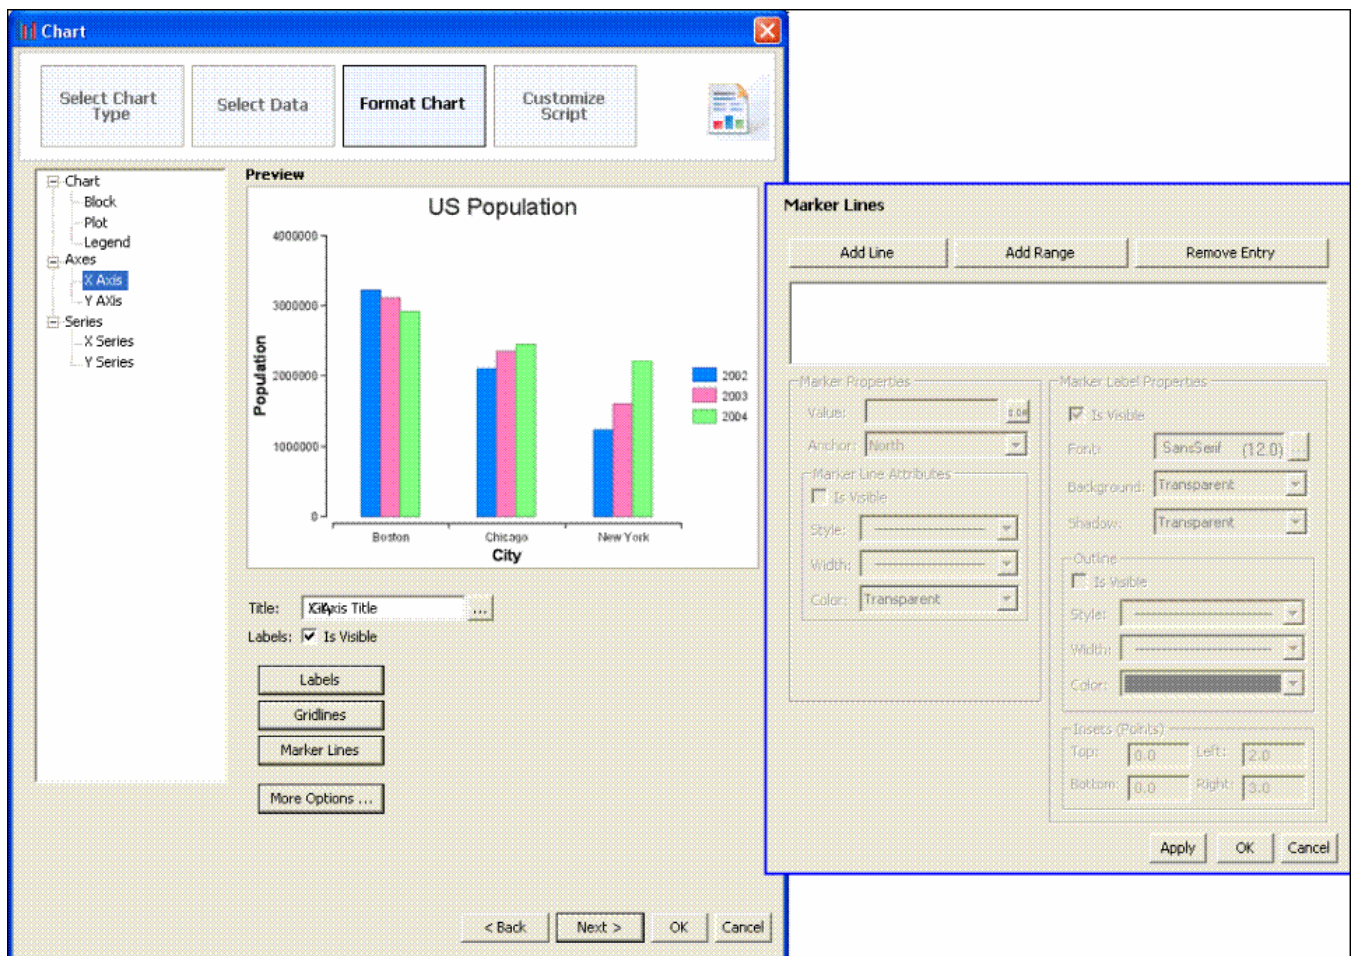 Chart
Select Chart Type
Select Data
Format Chart
Customize Script
Chart
Block
Plot
Legend
Axes
X Axis
Y AXis
Series
X Series
Y Series
Preview
US Population
4000000
3000000
2000000
1000000
0
Population
Boston
Chicago
New York
City
2002
2003
2004
Title:
Axis Title
...
Labels:
Is Visible
Labels
Gridlines
Marker Lines
More Options ...
< Back
Next >
OK
Cancel
Marker Lines
Add Line
Add Range
Remove Entry
Marker Properties
Value:
Anchor:
North
Marker Line Attributes
Is Visible
Style:
Width:
Color:
Transparent
Marker Label Properties
Is Visible
Font:
SansSerif (12.0)
...
Background:
Transparent
Shadow:
Transparent
Outline
Is Visible
Style:
Width:
Color:
Insets (Points)
Top:
0.0
Left:
2.0
Bottom:
0.0
Right:
3.0
Apply
OK
Cancel